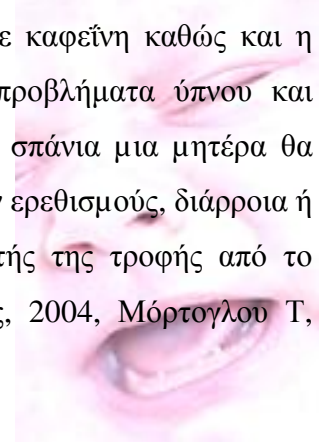 ε καφεΐνη καθώς και η
προβλήματα ύπνου και
σπάνια μια μητέρα θα
ν ερεθισμούς, διάρροια ή
τής της τροφής από το
ς, 2004, Μόρτογλου Τ,